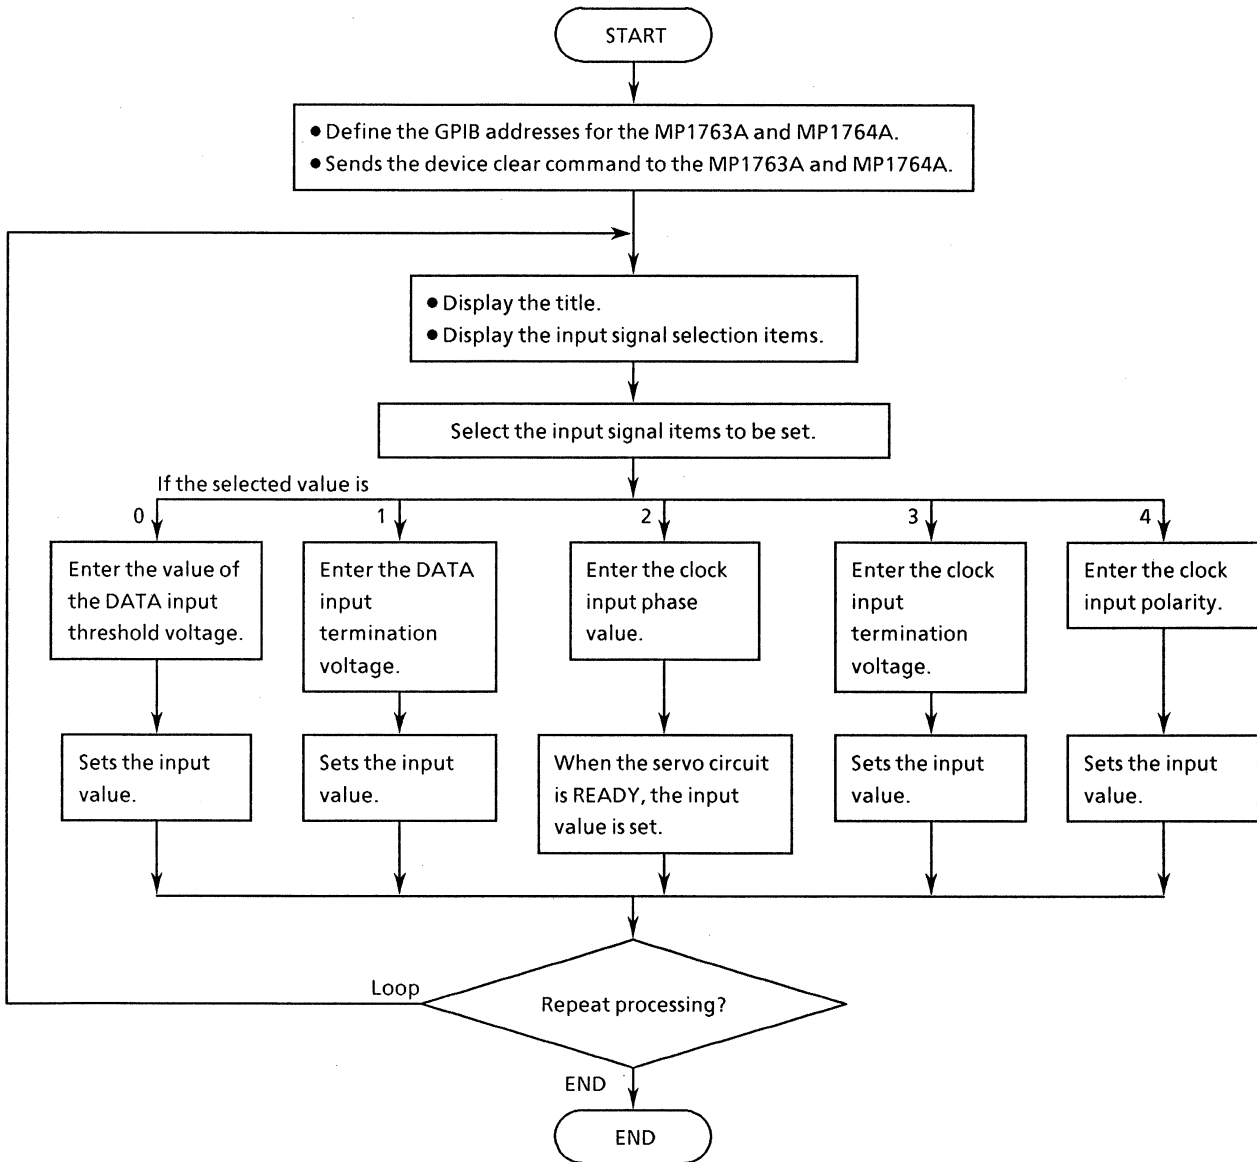 START
● Define the GPIB addresses for the MP1763A and MP1764A.
● Sends the device clear command to the MP1763A and MP1764A.
● Display the title.
● Display the input signal selection items.
Select the input signal items to be set.
If the selected value is
0
1
2
3
4
Enter the value of
the DATA input
threshold voltage.
Enter the DATA
input
termination
voltage.
Enter the clock
input phase
value.
Enter the clock
input
termination
voltage.
Enter the clock
input polarity.
Sets the input
value.
Sets the input
value.
When the servo circuit
is READY, the input
value is set.
Sets the input
value.
Sets the input
value.
Loop
Repeat processing?
END
END